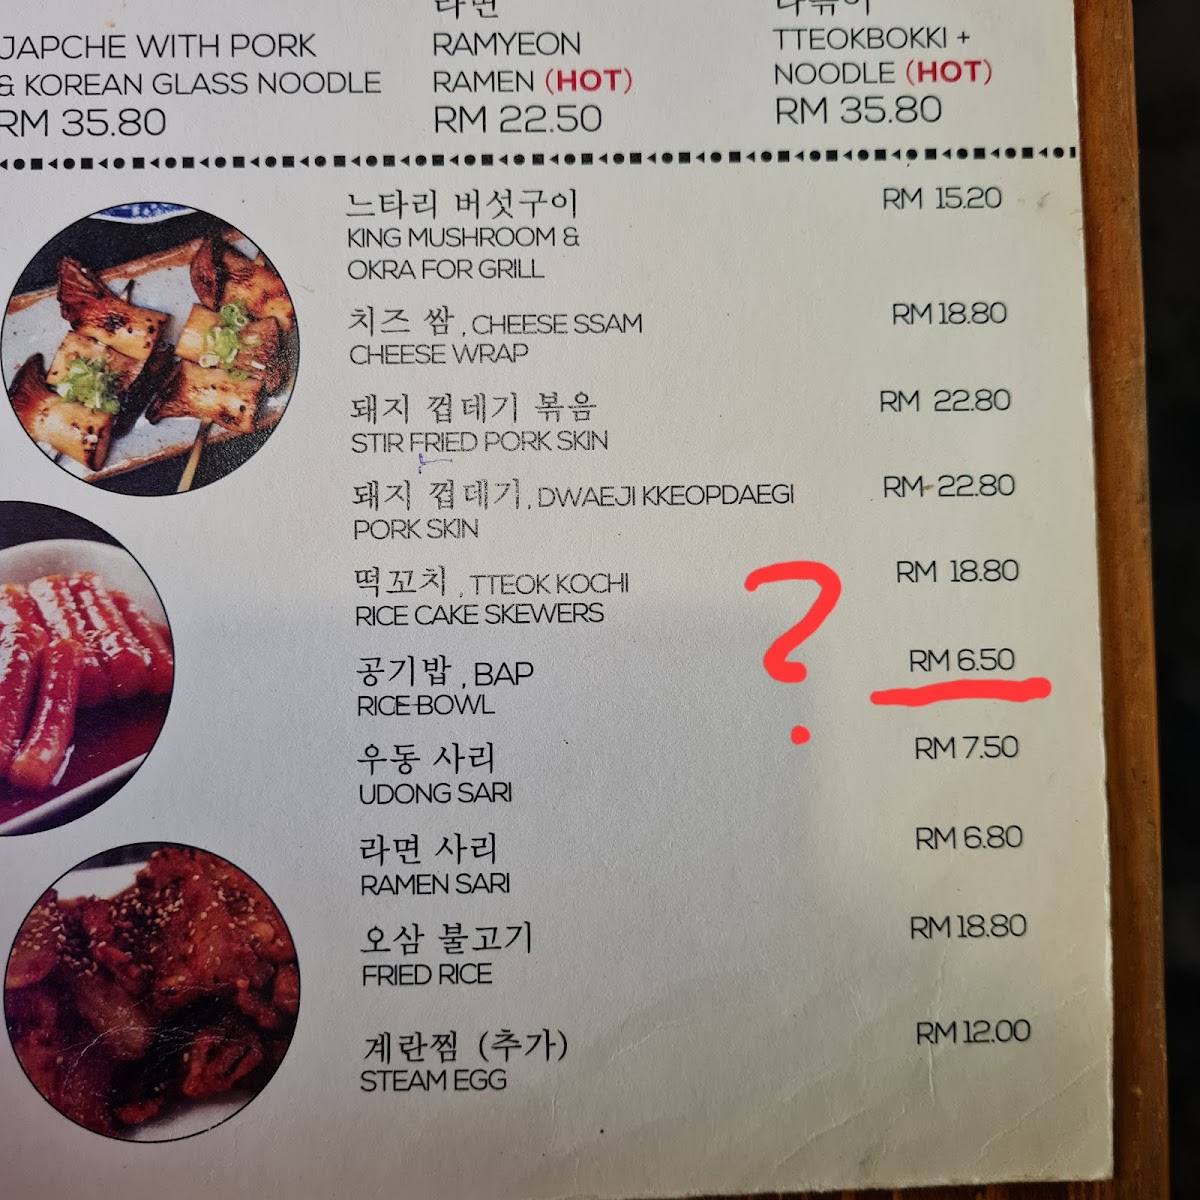 라면
JAPCHE WITH PORK
& KOREAN GLASS NOODLE
RM 35.80
RAMYEON
RAMEN (HOT)
RM 22.50
TTEOKBOKKI +
NOODLE (HOT)
RM 35.80
느타리 버섯구이 RM 15.20
KING MUSHROOM &
OKRA FOR GRILL
치즈 쌈 , CHEESE SSAM RM 18.80
CHEESE WRAP
돼지 껍데기 볶음 RM 22.80
STIR FRIED PORK SKIN
돼지 껍데기 , DWAEJI KKEOPDAEGI RM 22.80
PORK SKIN
떡꼬치 , TTEOK KOCHI RM 18.80
RICE CAKE SKEWERS
?
공기밥 , BAP RM 6.50
RICE BOWL
우동 사리 RM 7.50
UDONG SARI
라면 사리 RM 6.80
RAMEN SARI
오삼 불고기 RM 18.80
FRIED RICE
계란찜 (추가) RM 12.00
STEAM EGG